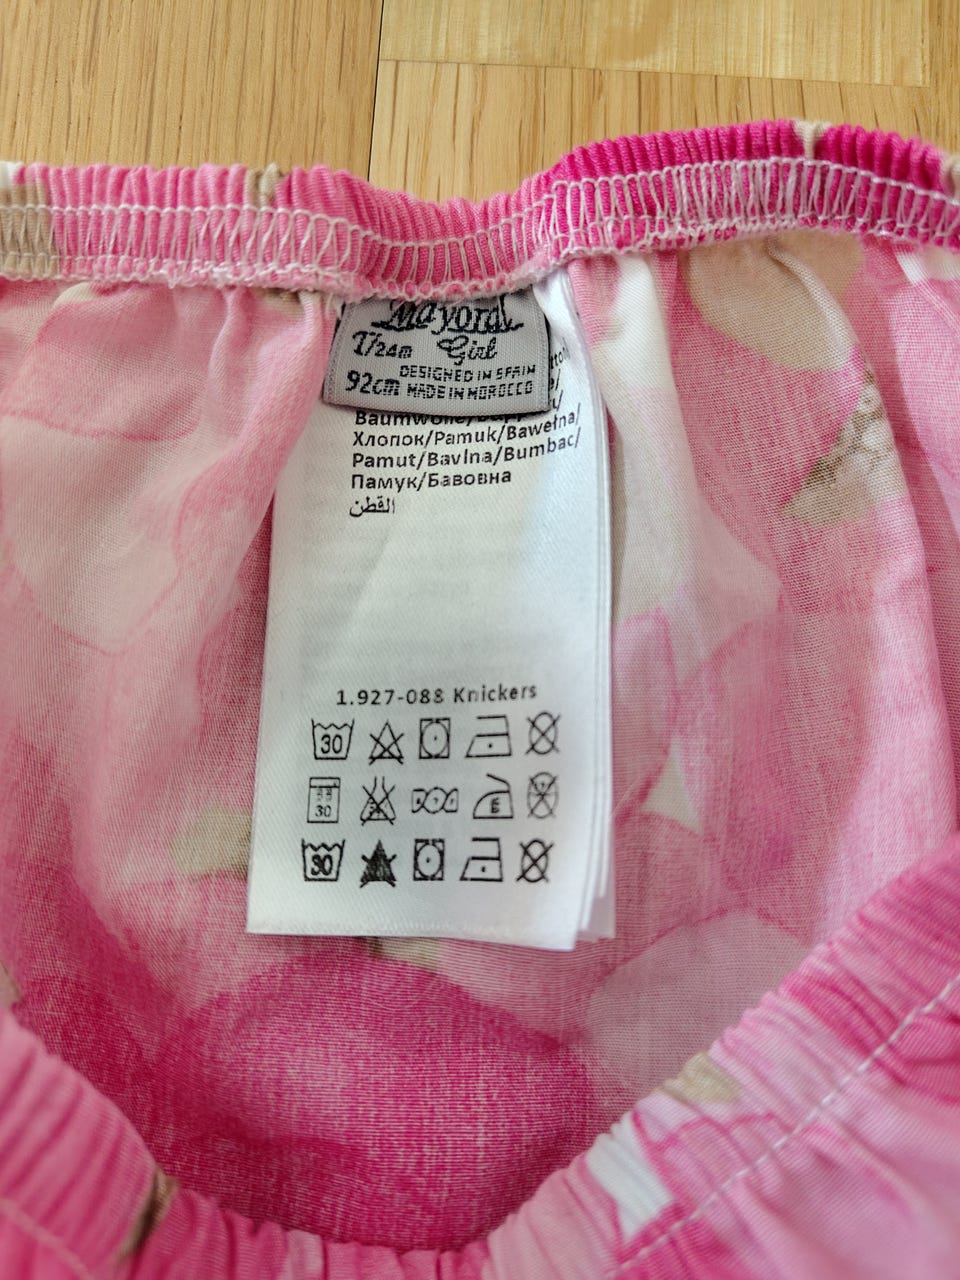 Mayoral
T/24m Girl
DESIGNED IN SPAIN
92cm MADE IN MOROCCO
Baumwolle/
Хлопок/Pamuk/Bawełna/
Pamut/Bavlna/Bumbac/
Памук/Бавовна
القطن
1.927-088 Knickers
30
30
E
30